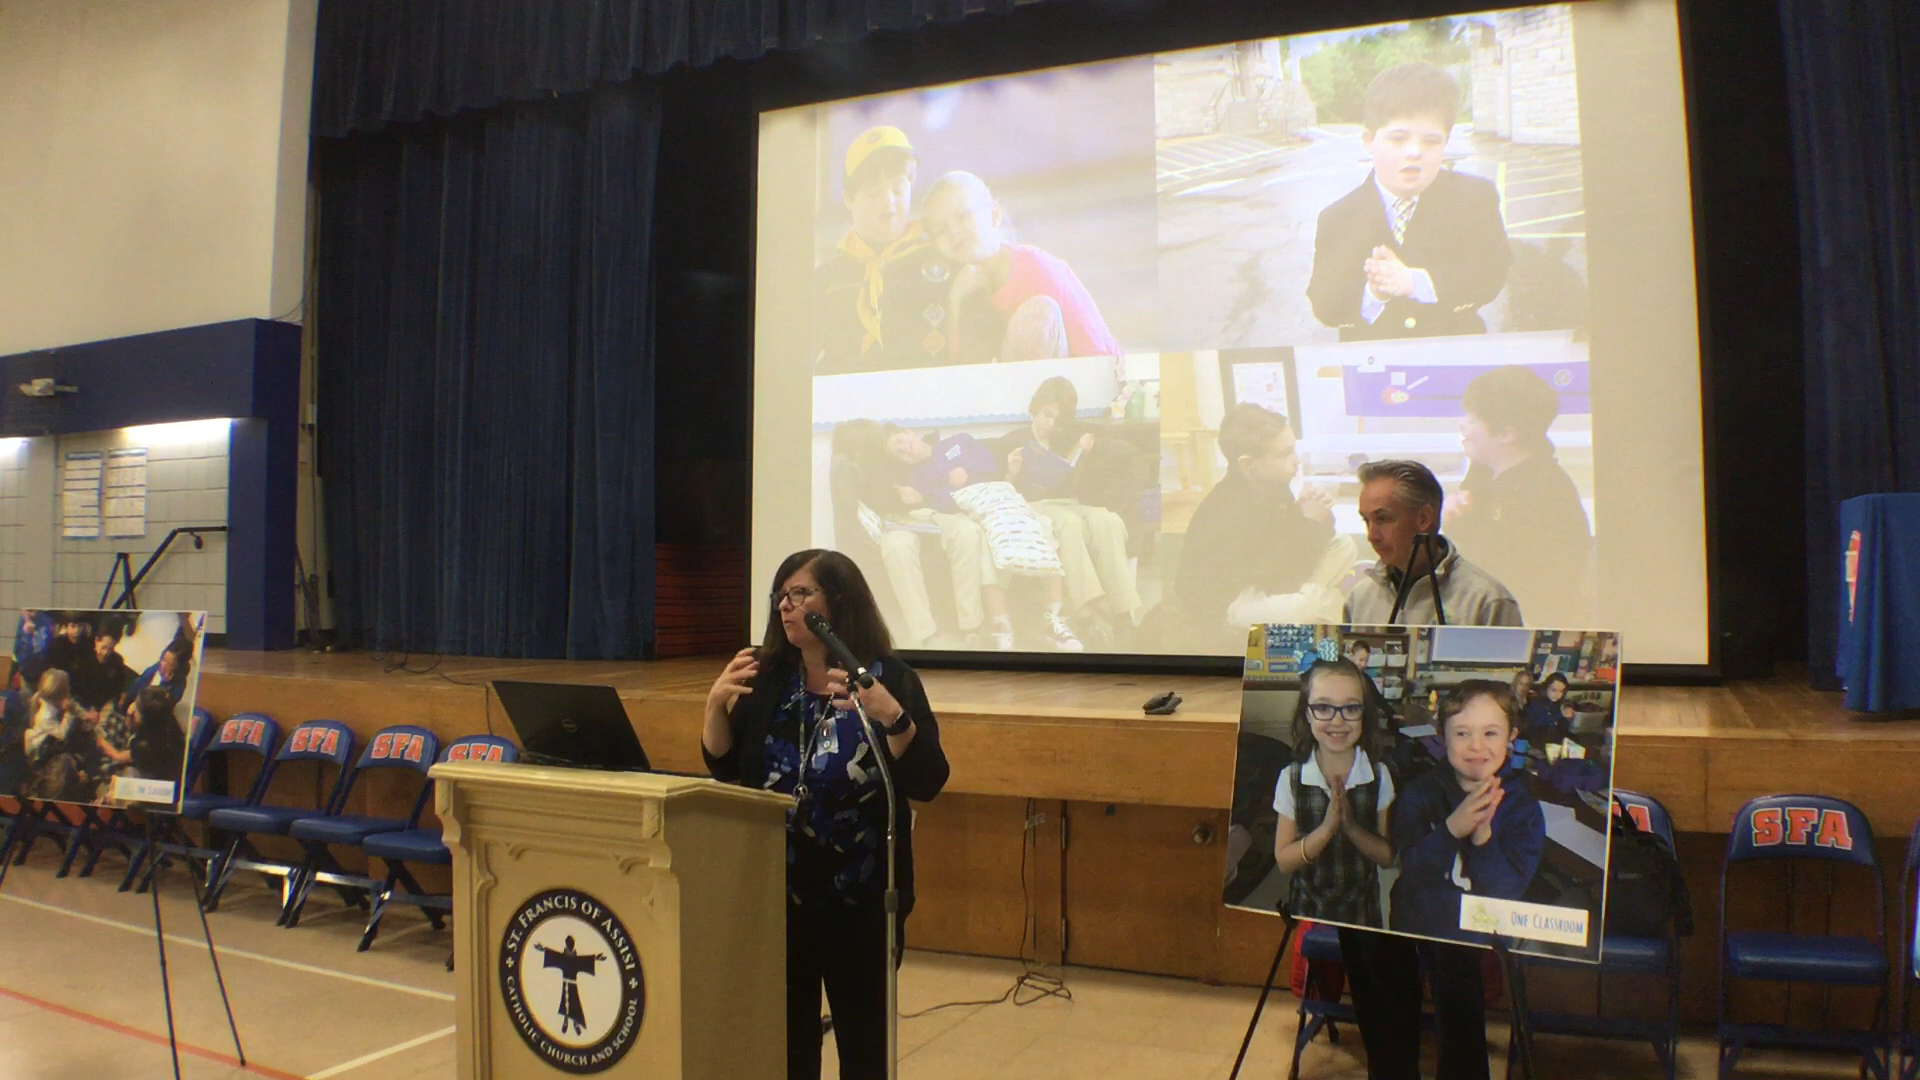 SFA
SFA
SFA
SFA
SFA
ONE CLASSROOM
ST. FRANCIS OF ASSISI
CATHOLIC CHURCH AND SCHOOL